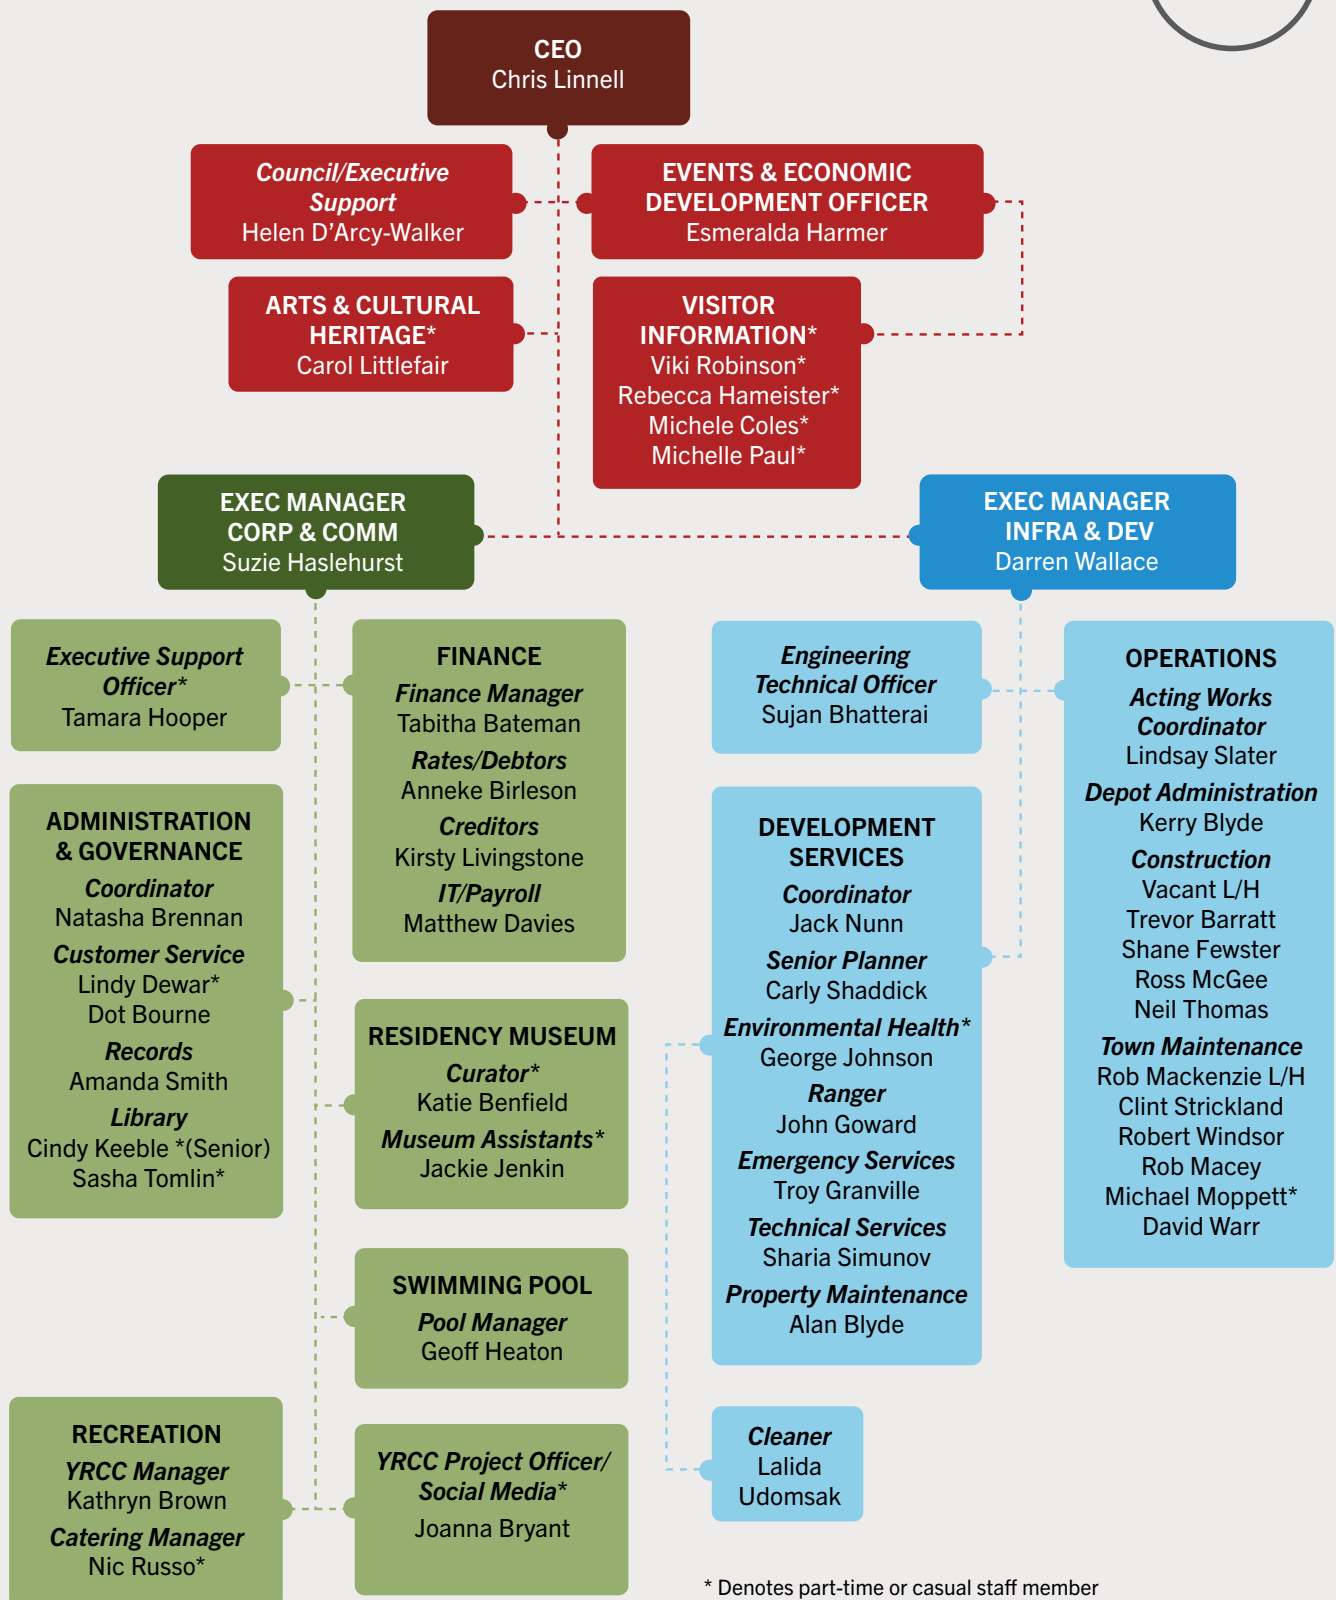 CEO
Chris Linnell
Council/Executive
Support
Helen D'Arcy-Walker
EVENTS & ECONOMIC
DEVELOPMENT OFFICER
Esmeralda Harmer
ARTS & CULTURAL
HERITAGE*
Carol Littlefair
VISITOR
INFORMATION*
Viki Robinson*
Rebecca Hameister*
Michele Coles*
Michelle Paul*
EXEC MANAGER
CORP & COMM
Suzie Haslehurst
EXEC MANAGER
INFRA & DEV
Darren Wallace
Executive Support
Officer*
Tamara Hooper
FINANCE
Finance Manager
Tabitha Bateman
Rates/Debtors
Anneke Birleson
Creditors
Kirsty Livingstone
IT/Payroll
Matthew Davies
ADMINISTRATION
& GOVERNANCE
Coordinator
Natasha Brennan
Customer Service
Lindy Dewar*
Dot Bourne
Records
Amanda Smith
Library
Cindy Keeble *(Senior)
Sasha Tomlin*
RESIDENCY MUSEUM
Curator*
Katie Benfield
Museum Assistants*
Jackie Jenkin
SWIMMING POOL
Pool Manager
Geoff Heaton
RECREATION
YRCC Manager
Kathryn Brown
Catering Manager
Nic Russo*
YRCC Project Officer/
Social Media*
Joanna Bryant
Engineering
Technical Officer
Sujan Bhatterai
DEVELOPMENT
SERVICES
Coordinator
Jack Nunn
Senior Planner
Carly Shaddick
Environmental Health*
George Johnson
Ranger
John Goward
Emergency Services
Troy Granville
Technical Services
Sharia Simunov
Property Maintenance
Alan Blyde
Cleaner
Lalida
Udomsak
OPERATIONS
Acting Works
Coordinator
Lindsay Slater
Depot Administration
Kerry Blyde
Construction
Vacant L/H
Trevor Barratt
Shane Fewster
Ross McGee
Neil Thomas
Town Maintenance
Rob Mackenzie L/H
Clint Strickland
Robert Windsor
Rob Macey
Michael Moppett*
David Warr
* Denotes part-time or casual staff member